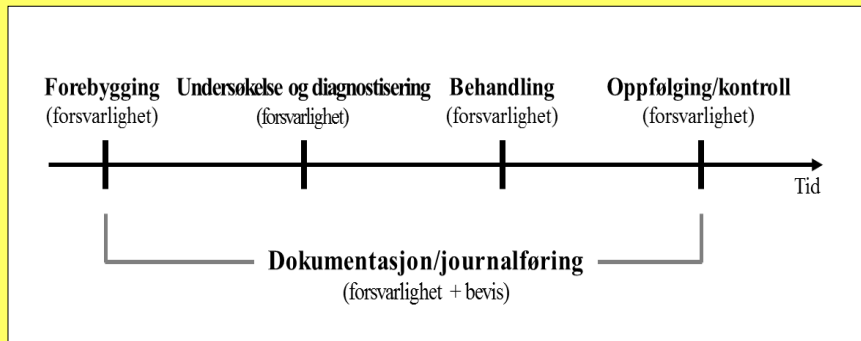 Forebygging Undersøkelse og diagnostisering Behandling Oppfølging/kontroll
(forsvarlighet) (forsvarlighet) (forsvarlighet) (forsvarlighet)
Tid
Dokumentasjon/journalføring
(forsvarlighet + bevis)